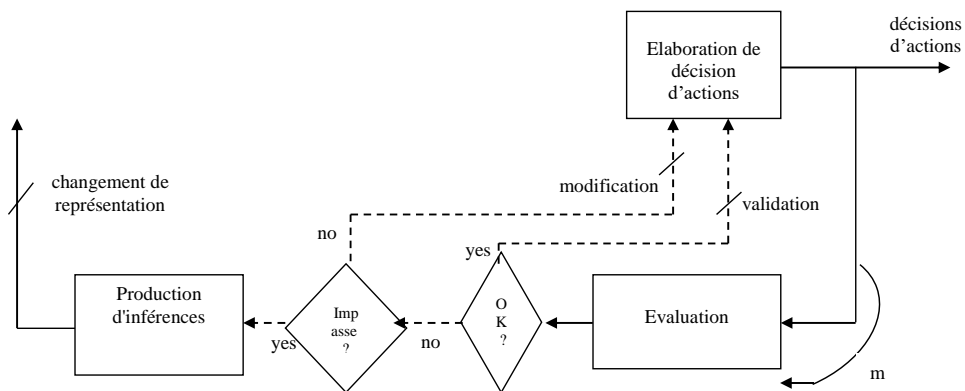 décisions
d'actions
Elaboration de
décision
d'actions
changement de
représentation
modification
validation
no
yes
Production
d'inférences
Imp
asse
?
O
K
?
Evaluation
yes
no
m